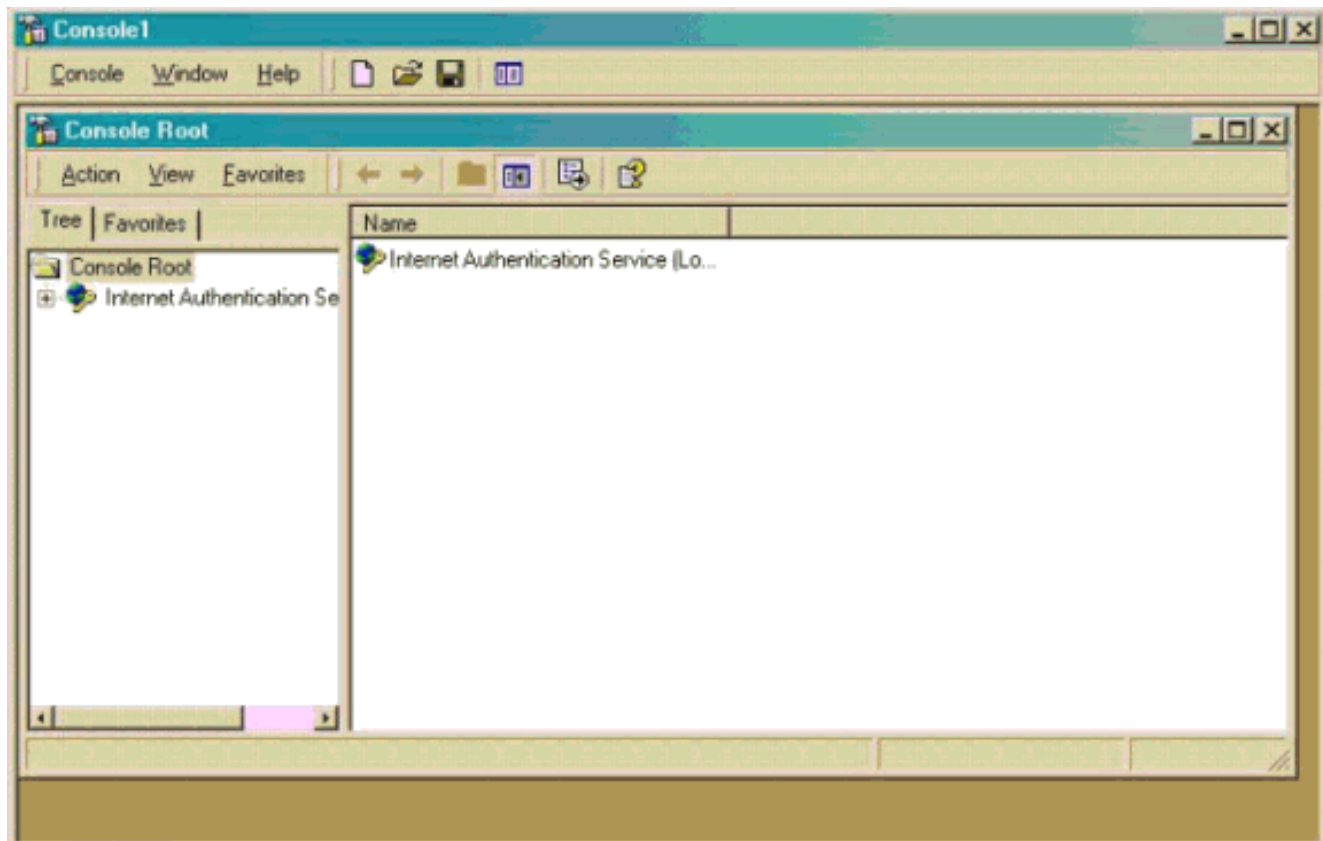 Console1
Console Window Help
Console Root
Action View Favorites
Tree Favorites
Name
Console Root
Internet Authentication Service (Lo...
Internet Authentication Se